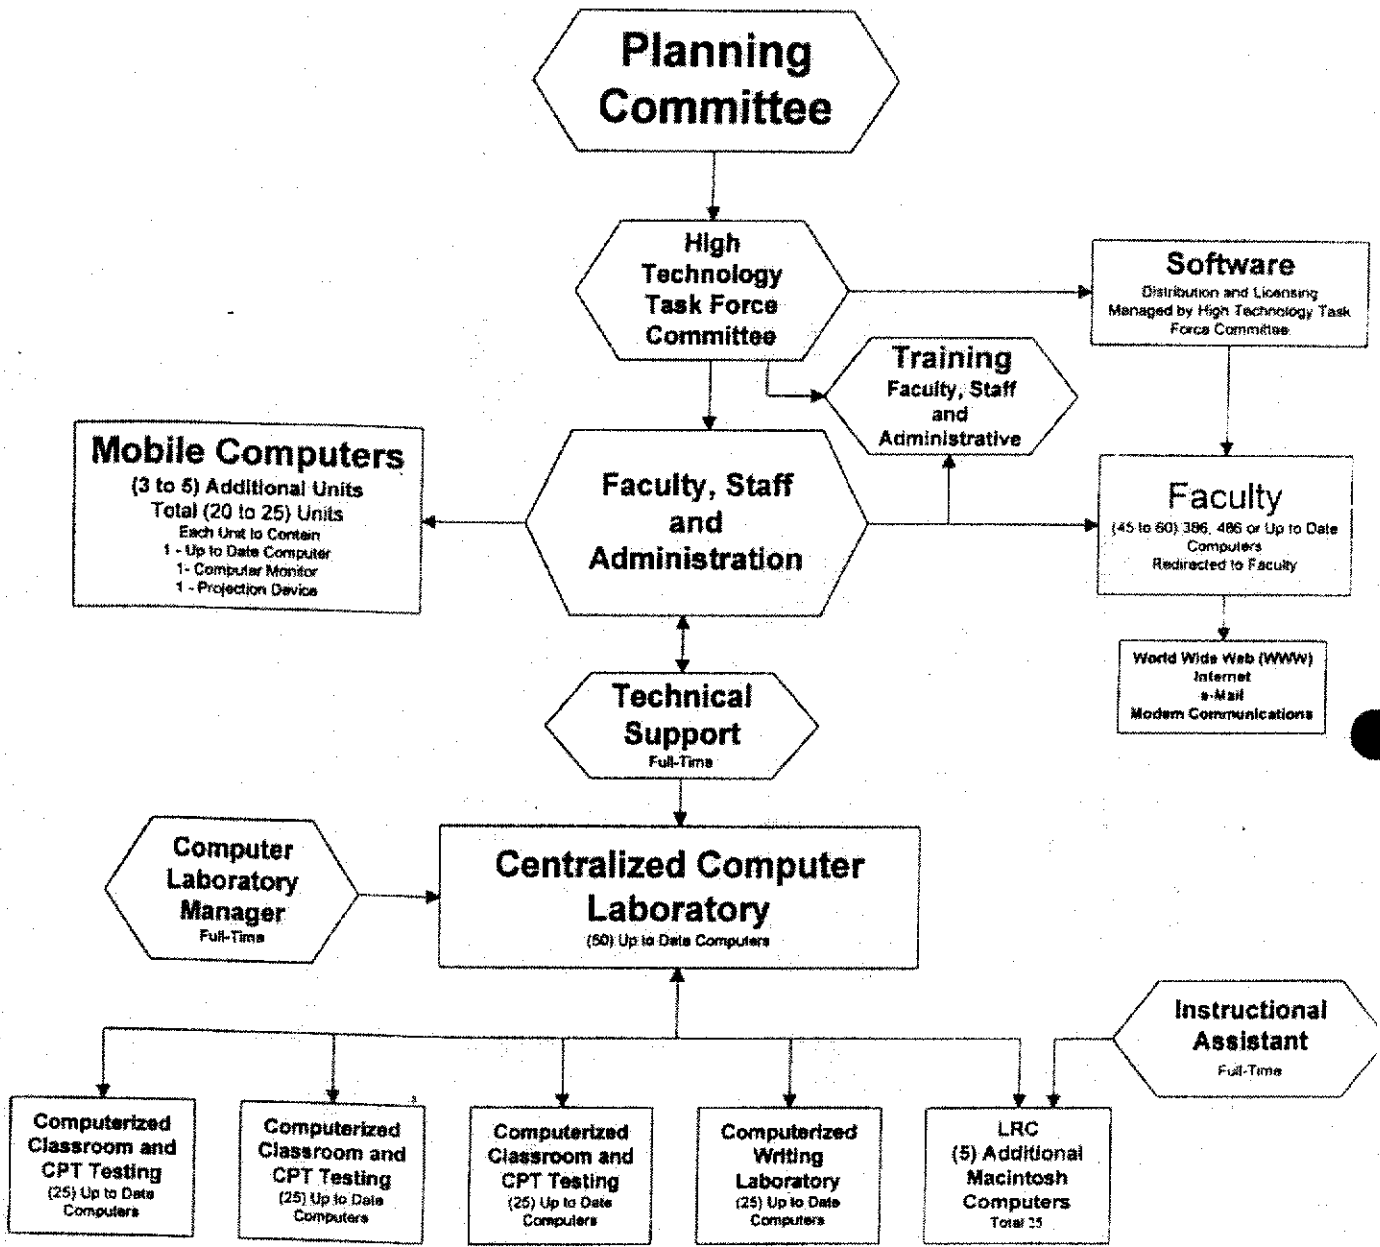 Planning
Committee
High
Technology
Task Force
Committee
Software
Distribution and Licensing
Managed by High Technology Task
Force Committee
Training
Faculty, Staff
and
Administrative
Mobile Computers
(3 to 5) Additional Units
Total (20 to 25) Units
Each Unit to Contain
1 - Up to Date Computer
1- Computer Monitor
1 - Projection Device
Faculty, Staff
and
Administration
Faculty
(45 to 60) 386, 486 or Up to Date
Computers
Redirected to Faculty
World Wide Web (WWW)
Internet
e-Mail
Modem Communications
Technical
Support
Full-Time
Computer
Laboratory
Manager
Full-Time
Centralized Computer
Laboratory
(50) Up to Date Computers
Instructional
Assistant
Full-Time
Computerized
Classroom and
CPT Testing
(25) Up to Date
Computers
Computerized
Classroom and
CPT Testing
(25) Up to Date
Computers
Computerized
Classroom and
CPT Testing
(25) Up to Date
Computers
Computerized
Writing
Laboratory
(25) Up to Date
Computers
LRC
(5) Additional
Macintosh
Computers
Total